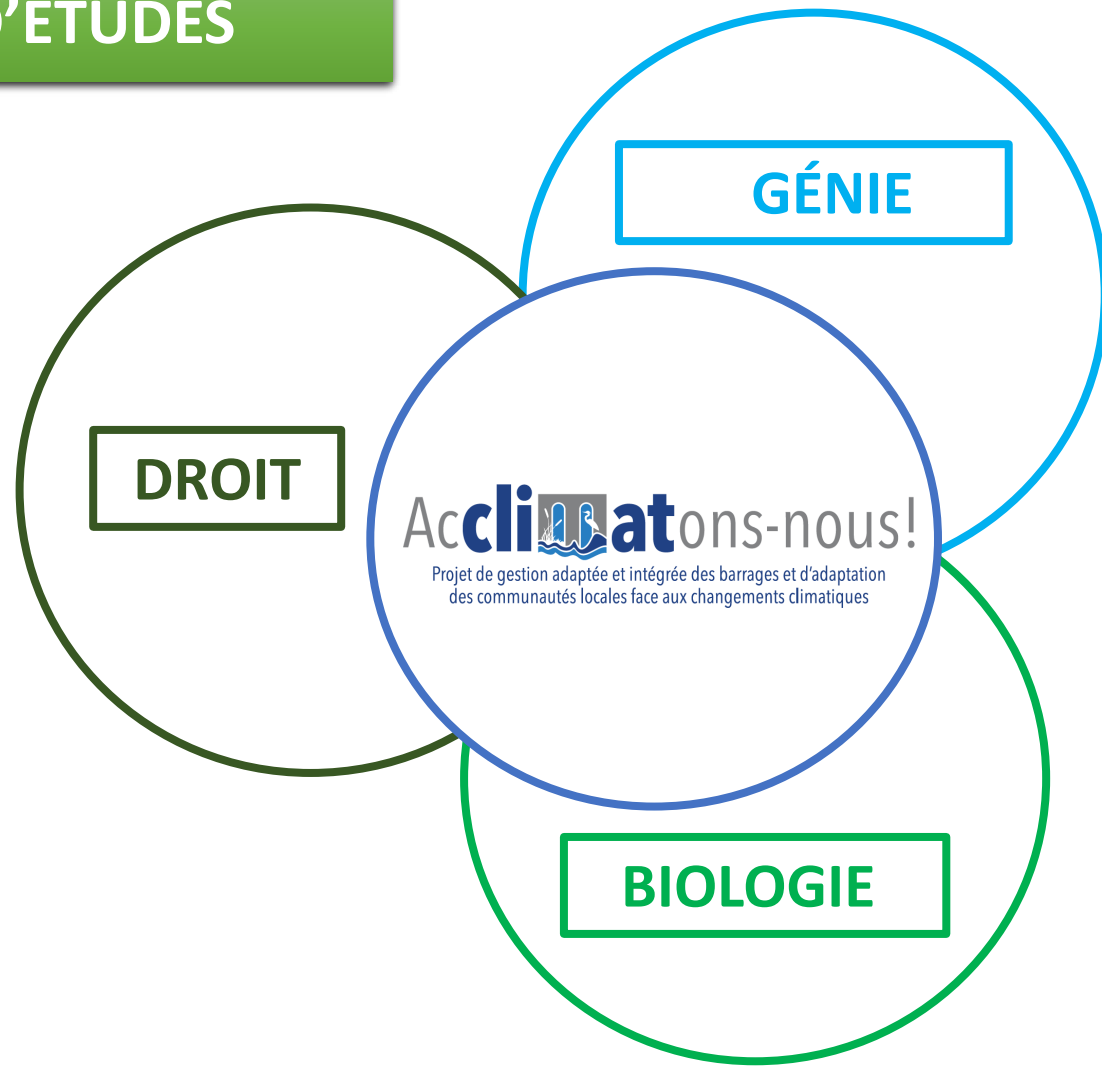 D'ÉTUDES
GÉNIE
DROIT
Acclimatons-nous!
Projet de gestion adaptée et intégrée des barrages et d'adaptation
des communautés locales face aux changements climatiques
BIOLOGIE